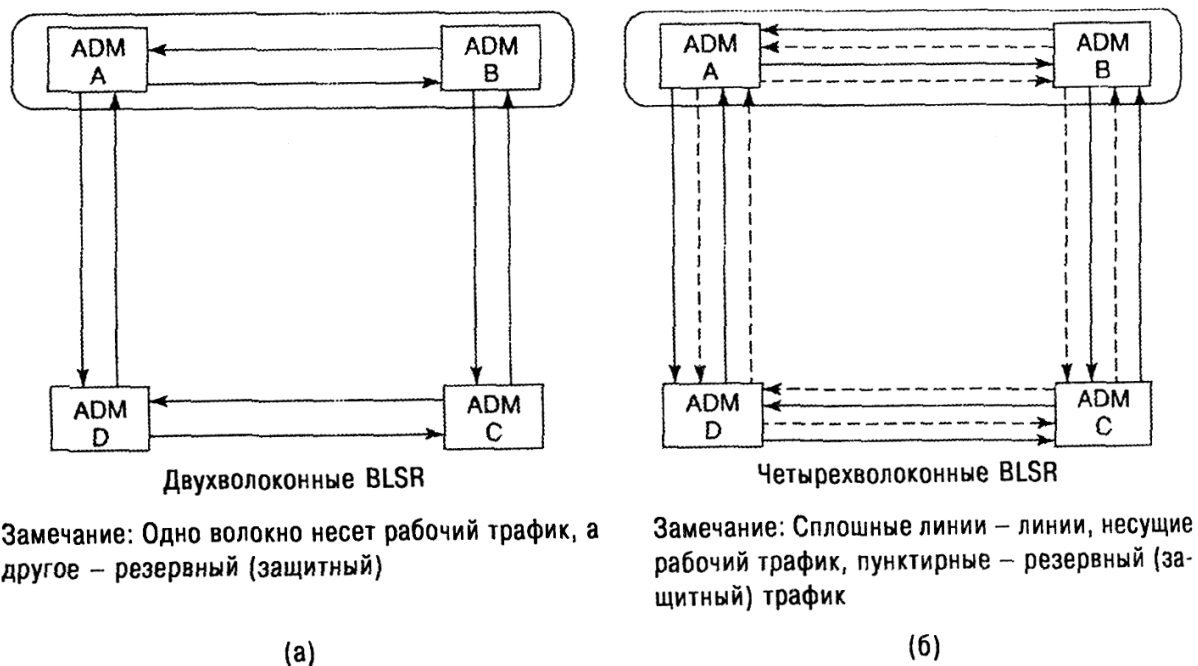 ADM
A
ADM
B
ADM
D
ADM
C
Двухволоконные BLSR
Замечание: Одно волокно несет рабочий трафик, а
другое – резервный (защитный)
(а)
ADM
A
ADM
B
ADM
D
ADM
C
Четырехволоконные BLSR
Замечание: Сплошные линии – линии, несущие
рабочий трафик, пунктирные – резервный (за-
щитный) трафик
(б)